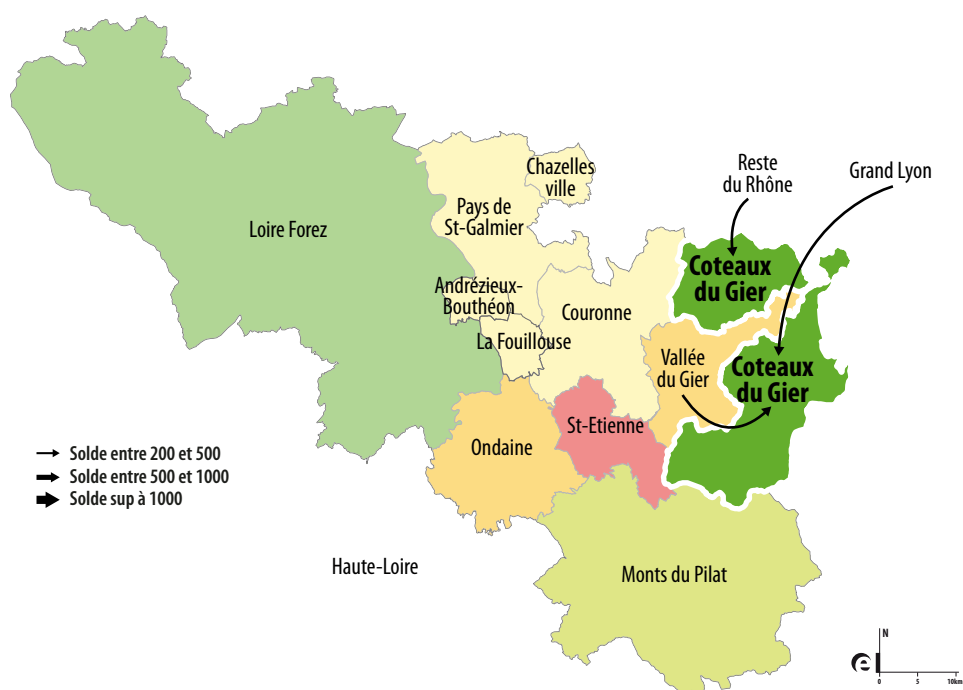 Chazelles
ville
Reste
du Rhône
Grand Lyon
Pays de
St-Galmier
Loire Forez
Coteaux
du Gier
Andrézieux-
Bouthéon
Couronne
La Fouillouse
Vallée
du Gier
Coteaux
du Gier
St-Etienne
Ondaine
Solde entre 200 et 500
Solde entre 500 et 1000
Solde sup à 1000
Haute-Loire
Monts du Pilat
N
0 5 10km